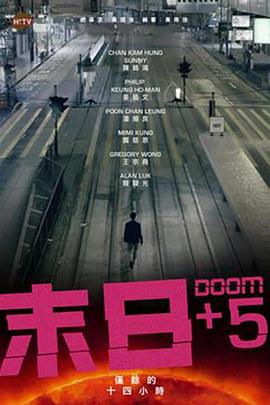 HKTV
CHAN KAM HUNG
SUNNY
陳錦鴻
PHILIP
KEUNG HO-MAN
姜皓文
POON CHAN LEUNG
潘燦良
MIMI KUNG
龔慈恩
GREGORY WONG
王宗堯
ALAN LUK
陸駿光
末日
DOOM
+5
僅餘的
十四小時